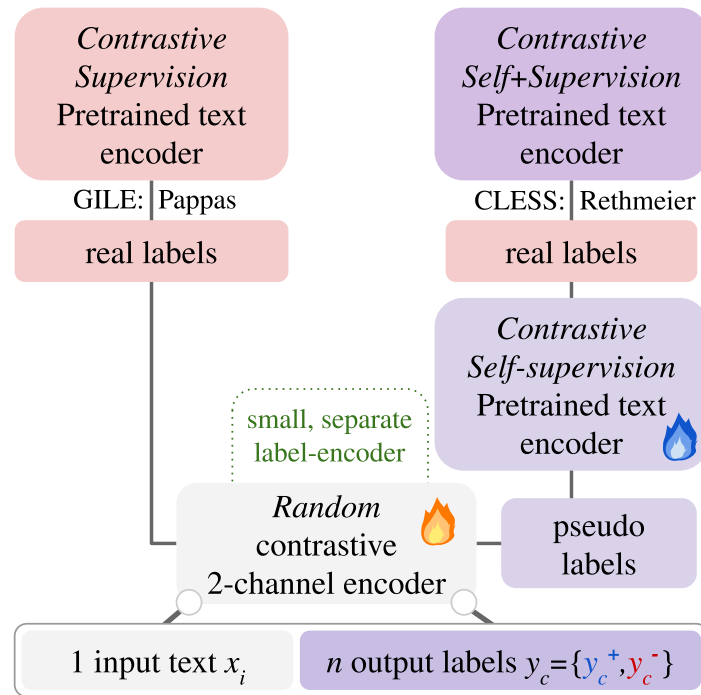 Contrastive
Supervision
Pretrained text
encoder
GILE: Pappas
real labels
Contrastive
Self+Supervision
Pretrained text
encoder
CLESS: Rethmeier
real labels
Contrastive
Self-supervision
Pretrained text
encoder
small, separate
label-encoder
Random
contrastive
2-channel encoder
pseudo
labels
1 input text x_i
n output labels y_c={y_c^+,y_c^-}